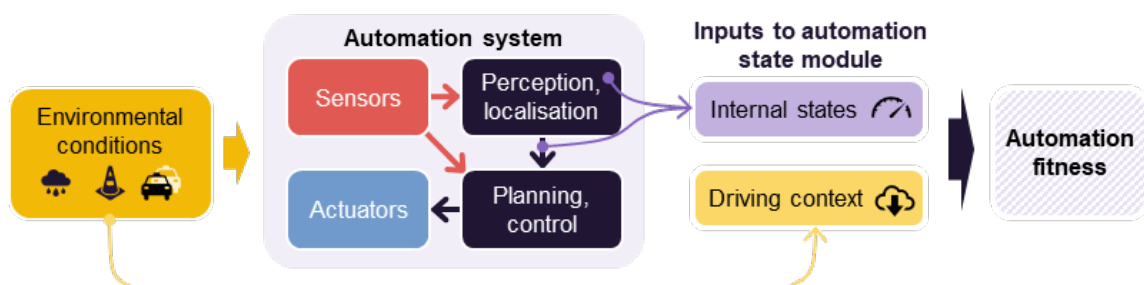 Environmental
conditions
Automation system
Sensors
Perception,
localisation
Actuators
Planning,
control
Inputs to automation
state module
Internal states
Driving context
Automation
fitness